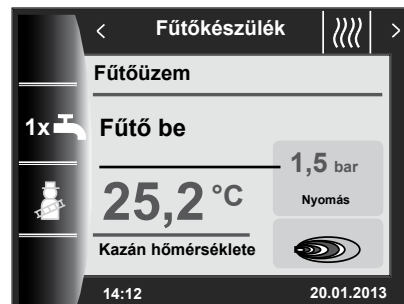 < Fűtőkészülék >
Fűtőüzem
1x
Fűtő be
1,5 bar
Nyomás
25,2 °C
Kazán hőmérséklete
14:12 20.01.2013